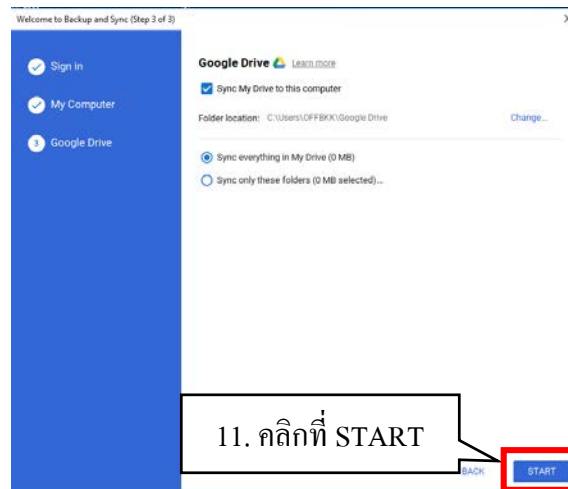 Welcome to Backup and Sync (Step 3 of 3)
Sign in
My Computer
3 Google Drive
Google Drive Learn more
Sync My Drive to this computer
Folder location: C:\Users\OFFBKK\Google Drive Change...
Sync everything in My Drive (0 MB)
Sync only these folders (0 MB selected)...
11. คลิกที่ START
BACK START